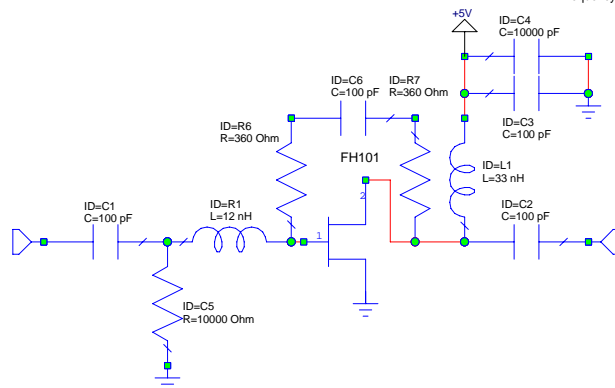 +5V
ID=C4
C=10000 pF
ID=C6
C=100 pF
ID=R7
R=360 Ohm
ID=R6
R=360 Ohm
ID=C3
C=100 pF
FH101
ID=L1
L=33 nH
2
ID=C1
C=100 pF
ID=R1
L=12 nH
ID=C2
C=100 pF
1
ID=C5
R=10000 Ohm